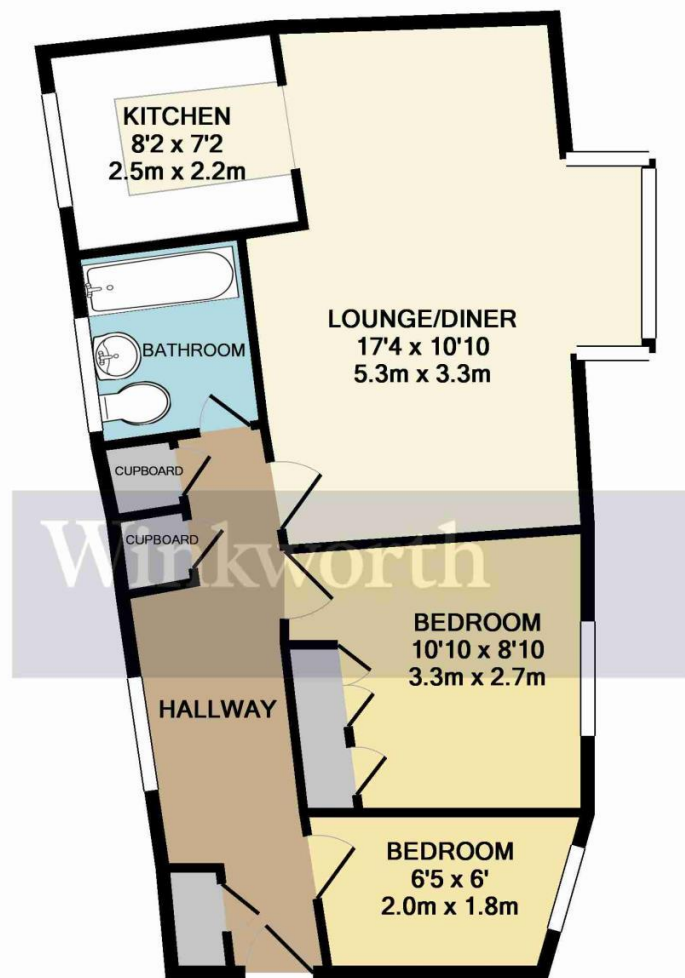 KITCHEN
8'2 x 7'2
2.5m x 2.2m
LOUNGE/DINER
17'4 x 10'10
5.3m x 3.3m
BATHROOM
CUPBOARD
CUPBOARD
Winkworth
BEDROOM
10'10 x 8'10
3.3m x 2.7m
HALLWAY
BEDROOM
6'5 x 6'
2.0m x 1.8m